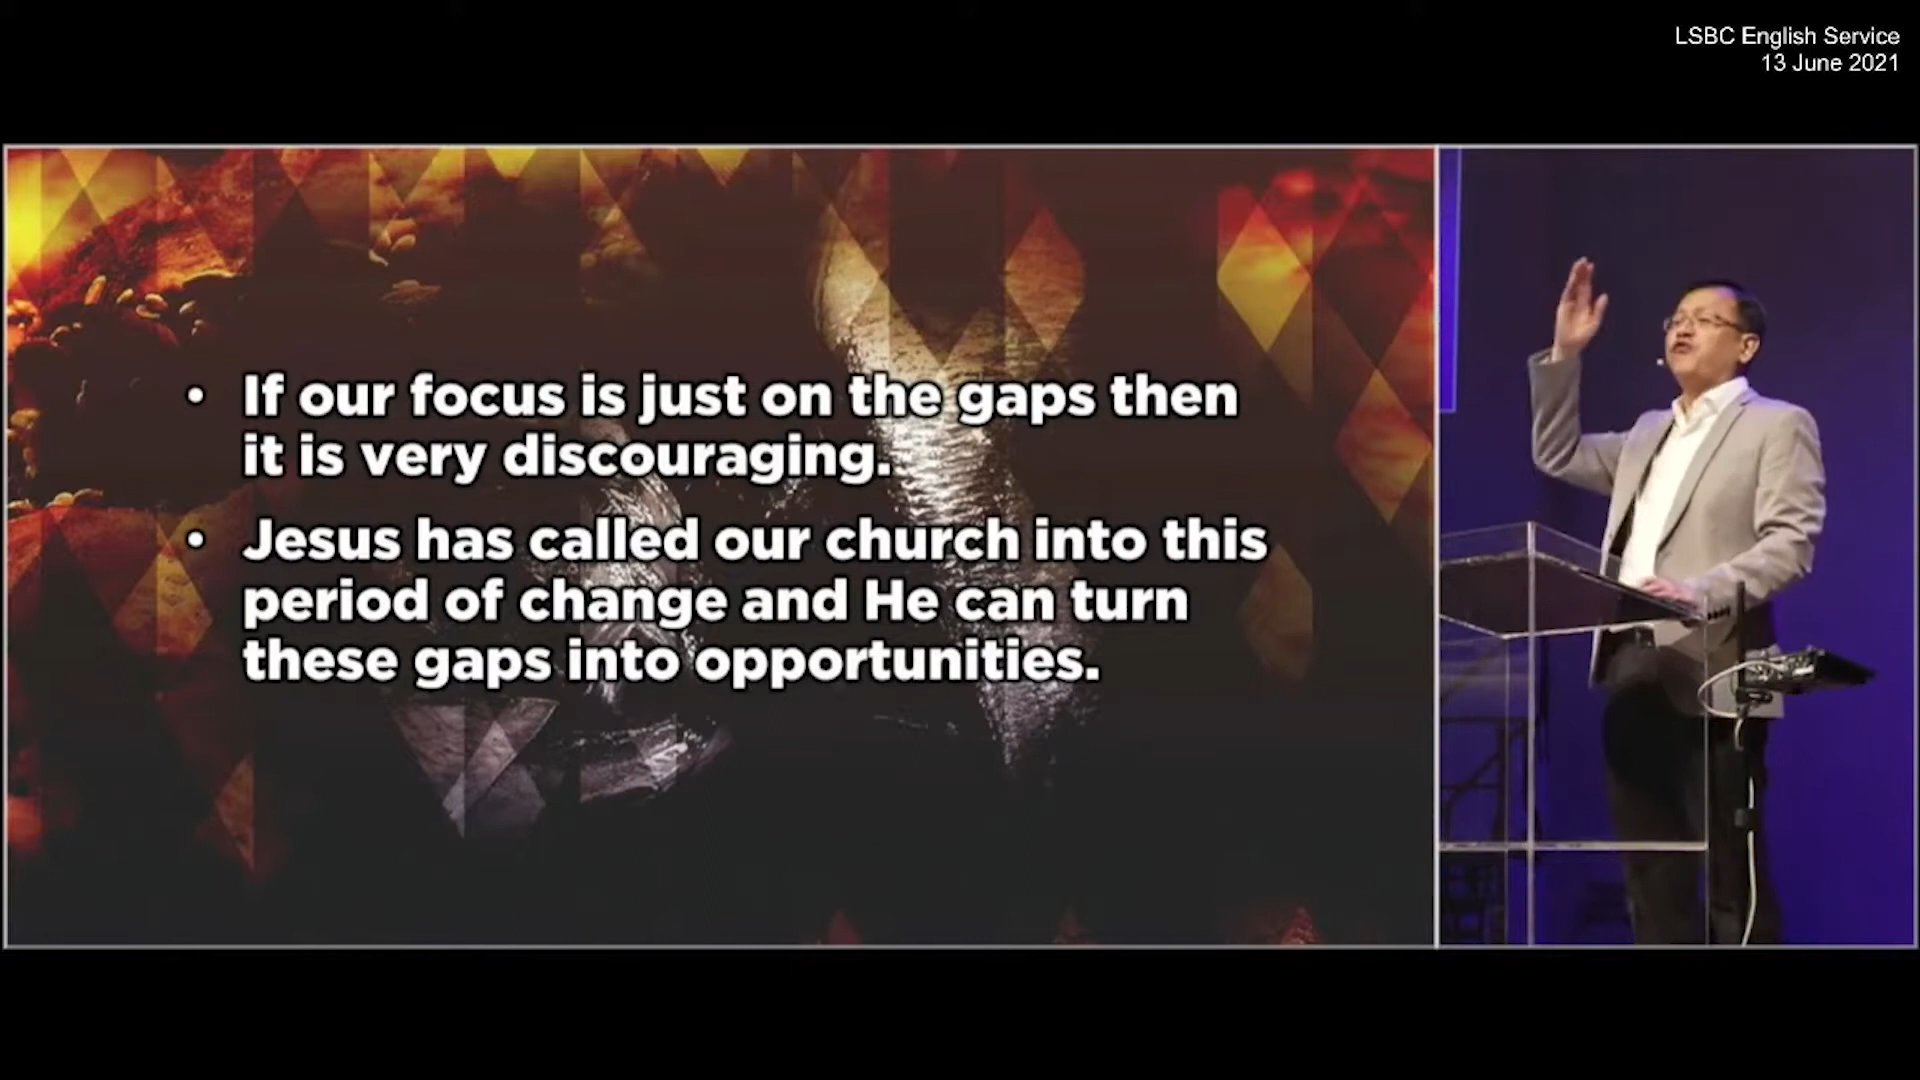 LSBC English Service
13 June 2021
• If our focus is just on the gaps then
it is very discouraging.
• Jesus has called our church into this
period of change and He can turn
these gaps into opportunities.